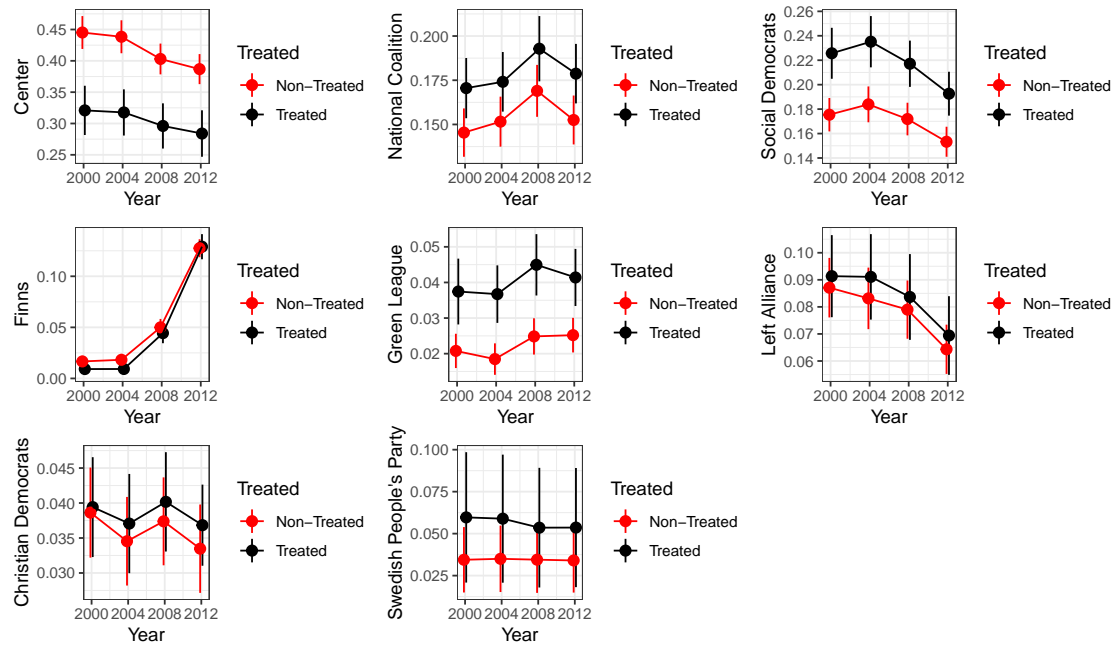 Center
0.45
0.40
0.35
0.30
0.25
2000 2004 2008 2012
Year
Treated
Non−Treated
Treated
National Coalition
0.200
0.175
0.150
2000 2004 2008 2012
Year
Treated
Non−Treated
Treated
Social Democrats
0.26
0.24
0.22
0.20
0.18
0.16
0.14
2000 2004 2008 2012
Year
Treated
Non−Treated
Treated
Finns
0.10
0.05
0.00
2000 2004 2008 2012
Year
Treated
Non−Treated
Treated
Green League
0.05
0.04
0.03
0.02
2000 2004 2008 2012
Year
Treated
Non−Treated
Treated
Left Alliance
0.10
0.09
0.08
0.07
0.06
2000 2004 2008 2012
Year
Treated
Non−Treated
Treated
Christian Democrats
0.045
0.040
0.035
0.030
2000 2004 2008 2012
Year
Treated
Non−Treated
Treated
Swedish People's Party
0.100
0.075
0.050
0.025
2000 2004 2008 2012
Year
Treated
Non−Treated
Treated